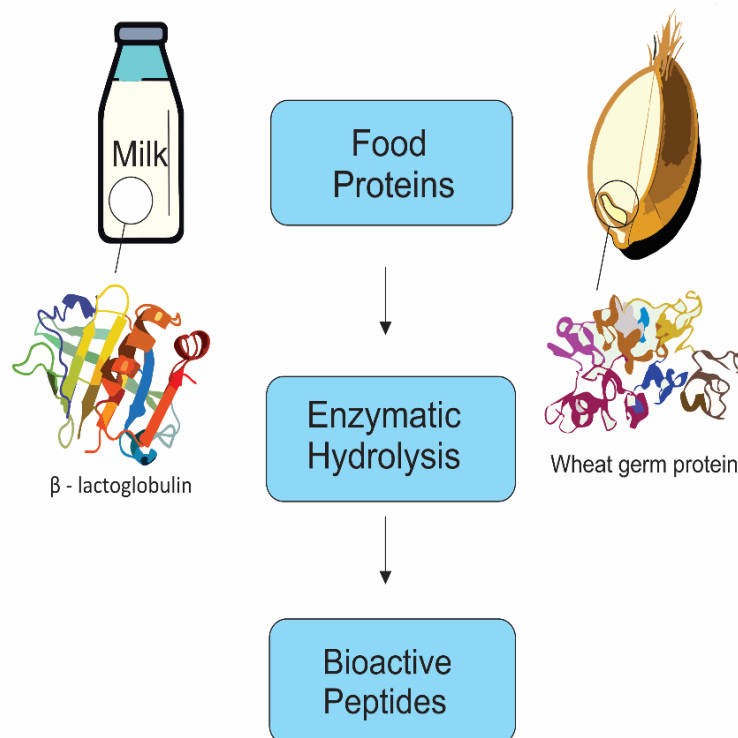 Milk
Food
Proteins
β - lactoglobulin
Enzymatic
Hydrolysis
Wheat germ protein
Bioactive
Peptides